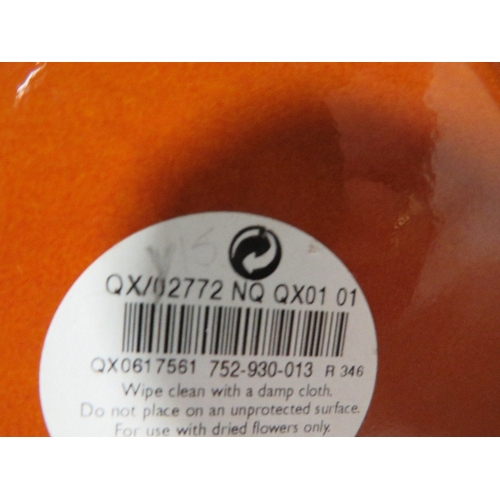 QX/02772 NQ QX01 01
QX0617561 752-930-013 R 346
Wipe clean with a damp cloth.
Do not place on an unprotected surface.
For use with dried flowers only.